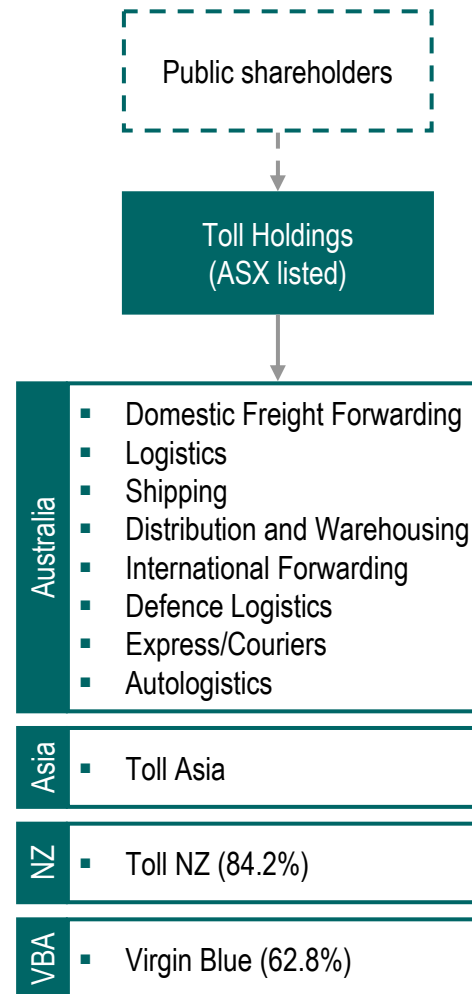 Public shareholders
Toll Holdings
(ASX listed)
Australia
▪ Domestic Freight Forwarding
▪ Logistics
▪ Shipping
▪ Distribution and Warehousing
▪ International Forwarding
▪ Defence Logistics
▪ Express/Couriers
▪ Autologistics
Asia
▪ Toll Asia
NZ
▪ Toll NZ (84.2%)
VBA
▪ Virgin Blue (62.8%)